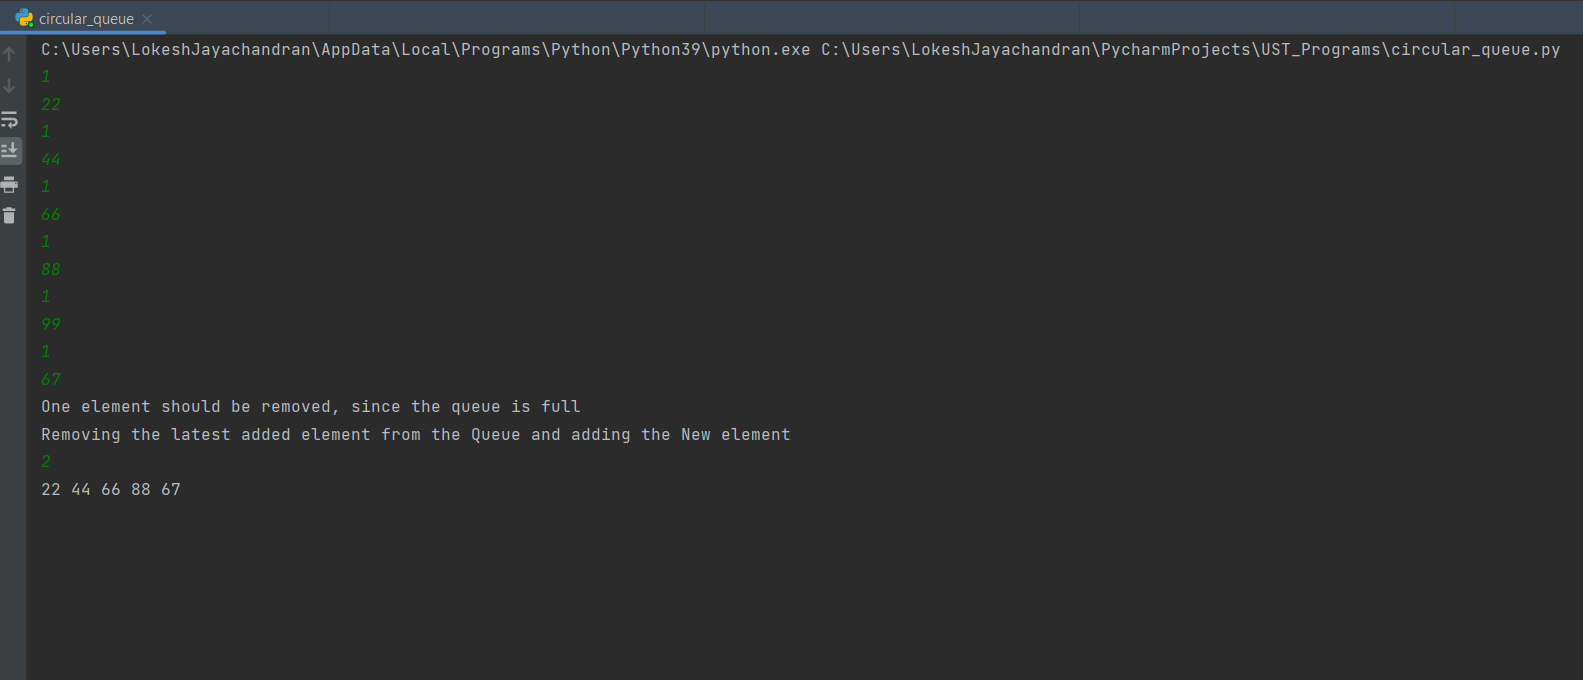 circular_queue
C:\Users\LokeshJayachandran\AppData\Local\Programs\Python\Python39\python.exe C:\Users\LokeshJayachandran\PycharmProjects\UST_Programs\circular_queue.py
1
22
1
44
1
66
1
88
1
99
1
67
One element should be removed, since the queue is full
Removing the latest added element from the Queue and adding the New element
2
22 44 66 88 67